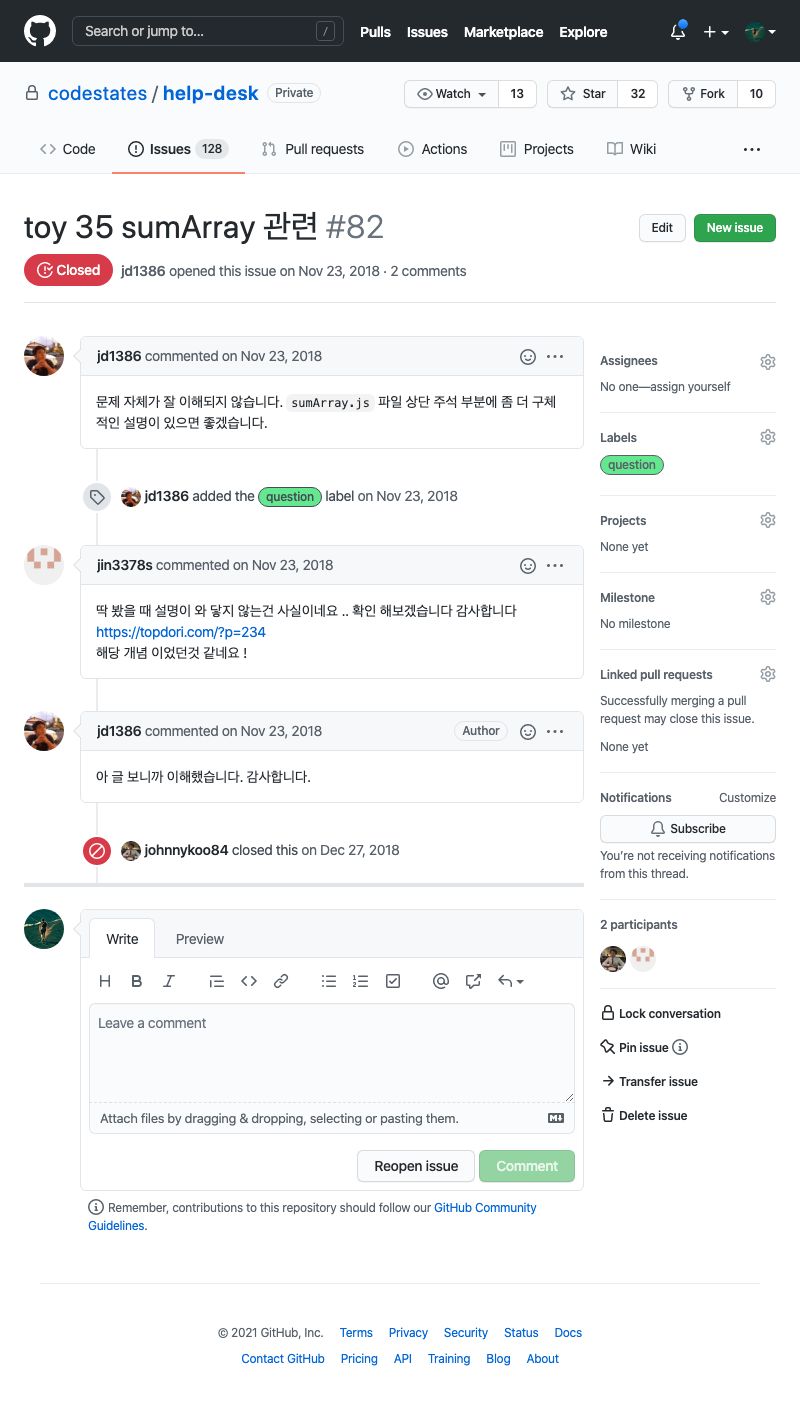 Search or jump to... /
Pulls Issues Marketplace Explore
codestates / help-desk Private
Watch 13 Star 32 Fork 10
Code Issues 128 Pull requests Actions Projects Wiki
toy 35 sumArray 관련 #82
Edit New issue
Closed jd1386 opened this issue on Nov 23, 2018 · 2 comments
jd1386 commented on Nov 23, 2018
문제 자체가 잘 이해되지 않습니다. sumArray.js 파일 상단 주석 부분에 좀 더 구체
적인 설명이 있으면 좋겠습니다.
jd1386 added the question label on Nov 23, 2018
jin3378s commented on Nov 23, 2018
딱 봤을 때 설명이 와 닿지 않는건 사실이네요 .. 확인 해보겠습니다 감사합니다
https://topdori.com/?p=234
해당 개념 이었던것 같네요 !
jd1386 commented on Nov 23, 2018 Author
아 글 보니까 이해했습니다. 감사합니다.
johnnykoo84 closed this on Dec 27, 2018
Write Preview
H B I
Leave a comment
Attach files by dragging & dropping, selecting or pasting them.
Reopen issue Comment
Remember, contributions to this repository should follow our GitHub Community
Guidelines.
Assignees
No one—assign yourself
Labels
question
Projects
None yet
Milestone
No milestone
Linked pull requests
Successfully merging a pull
request may close this issue.
None yet
Notifications Customize
Subscribe
You're not receiving notifications
from this thread.
2 participants
Lock conversation
Pin issue
Transfer issue
Delete issue
© 2021 GitHub, Inc. Terms Privacy Security Status Docs
Contact GitHub Pricing API Training Blog About